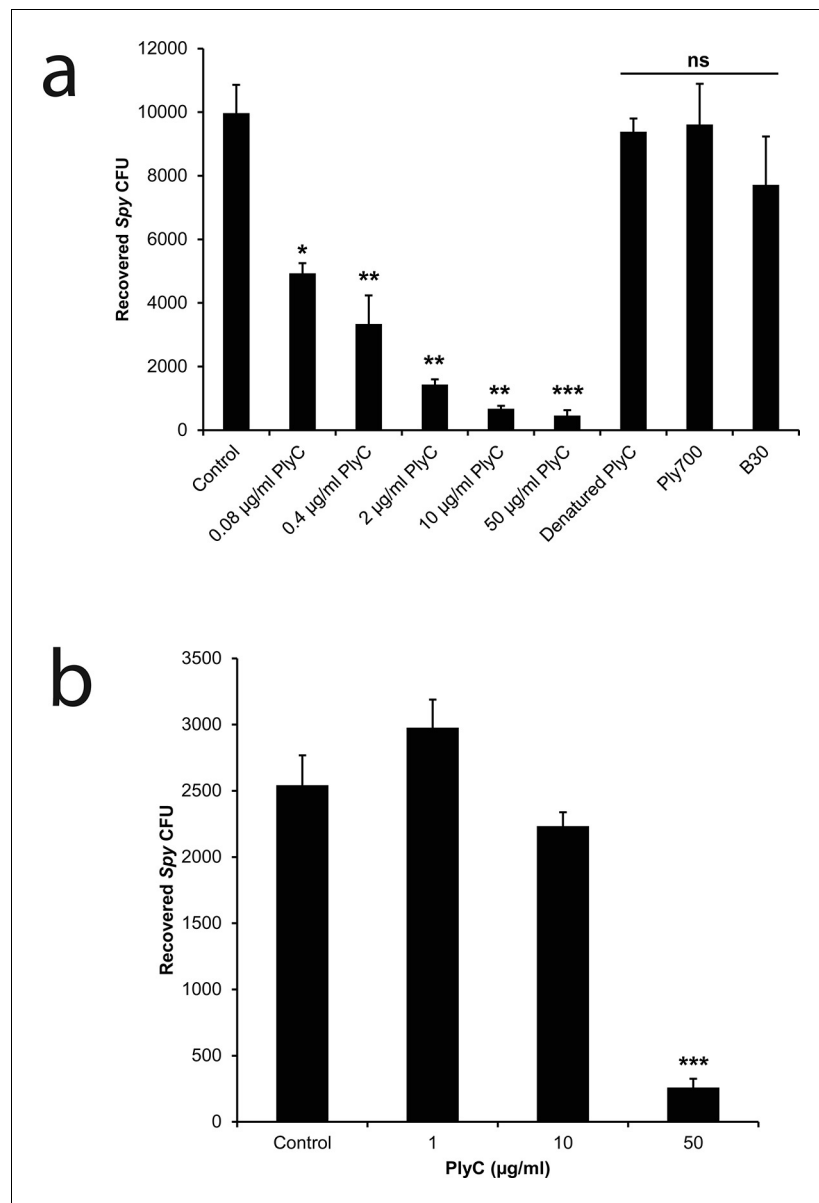 a
12000
10000
8000
6000
4000
2000
0
Recovered Spy CFU
*
**
**
**
***
ns
Control
0.08 µg/ml PlyC
0.4 µg/ml PlyC
2 µg/ml PlyC
10 µg/ml PlyC
50 µg/ml PlyC
Denatured PlyC
Ply700
B30
b
3500
3000
2500
2000
1500
1000
500
0
Recovered Spy CFU
***
Control
1
10
50
PlyC (µg/ml)